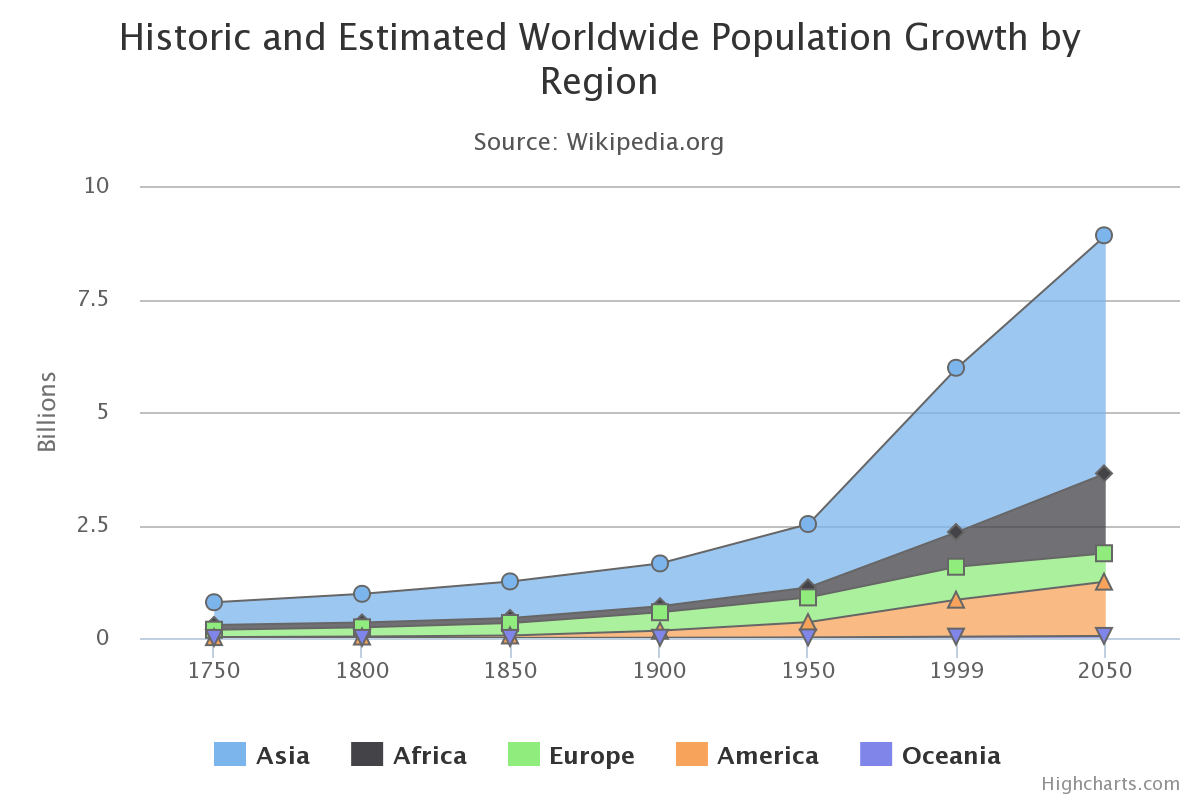 Historic and Estimated Worldwide Population Growth by
Region
Source: Wikipedia.org
10
7.5
5
2.5
0
Billions
1750 1800 1850 1900 1950 1999 2050
Asia Africa Europe America Oceania
Highcharts.com